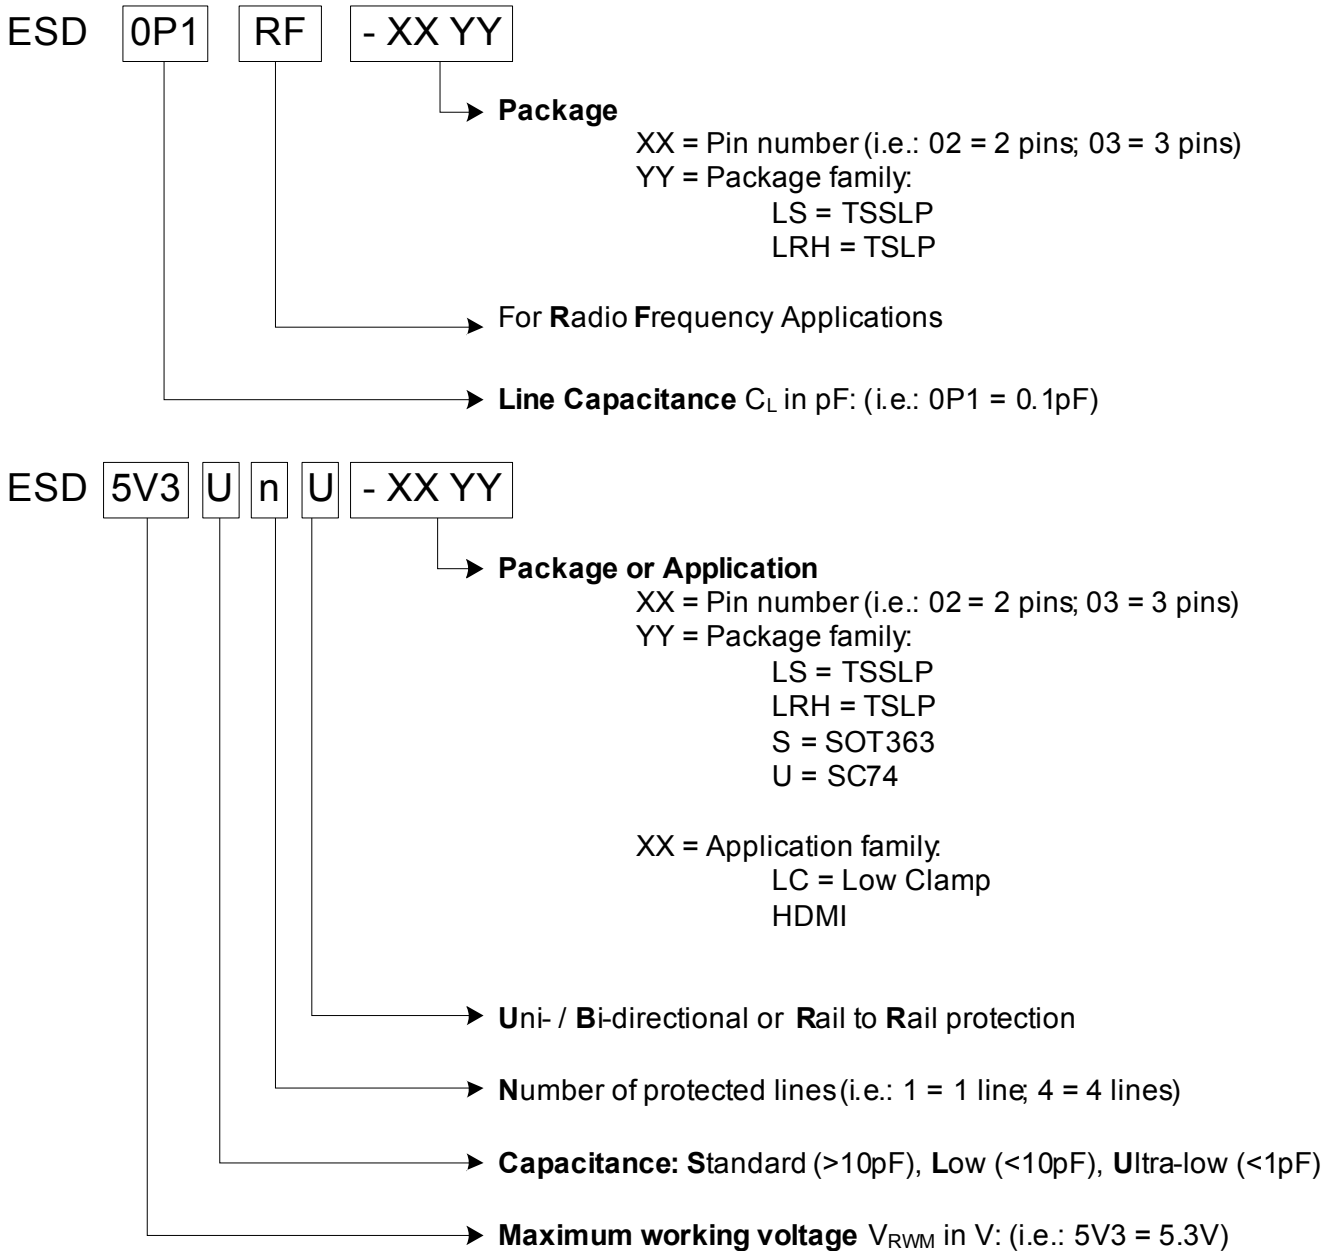 ESD 0P1 RF - XX YY
Package
XX = Pin number (i.e.: 02 = 2 pins; 03 = 3 pins)
YY = Package family:
LS = TSSLP
LRH = TSLP
For Radio Frequency Applications
Line Capacitance CL in pF: (i.e.: 0P1 = 0.1pF)
ESD 5V3 U n U - XX YY
Package or Application
XX = Pin number (i.e.: 02 = 2 pins; 03 = 3 pins)
YY = Package family:
LS = TSSLP
LRH = TSLP
S = SOT363
U = SC74
XX = Application family:
LC = Low Clamp
HDMI
Uni- / Bi-directional or Rail to Rail protection
Number of protected lines (i.e.: 1 = 1 line; 4 = 4 lines)
Capacitance: Standard (>10pF), Low (<10pF), Ultra-low (<1pF)
Maximum working voltage VRWM in V: (i.e.: 5V3 = 5.3V)